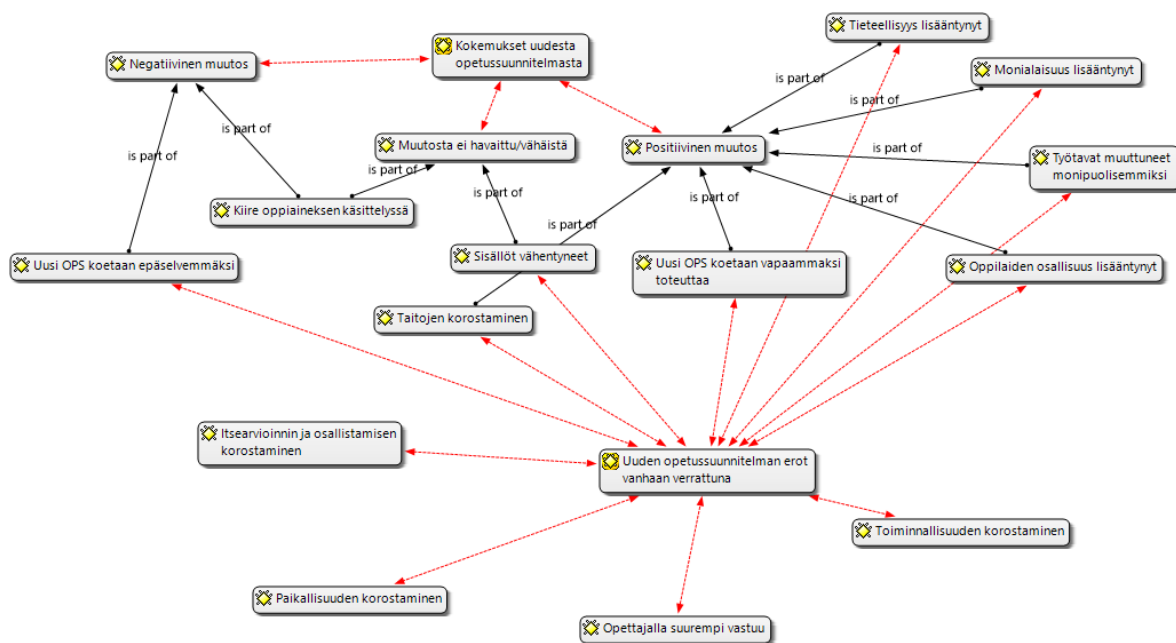 Tieteellisyys lisääntynyt
Kokemukset uudesta
opetussuunnitelmasta
Negatiivinen muutos
Monialaisuus lisääntynyt
is part of
is part of
is part of
is part of
Muutosta ei havaittu/vähäistä
Positiivinen muutos
is part of
Työtavat muuttuneet
monipuolisemmiksi
is part of
is part of
is part of
is part of
Kiire oppiaineksen käsittelyssä
is part of
is part of
Uusi OPS koetaan epäselvemmäksi
Sisällöt vähentyneet
Uusi OPS koetaan vapaammaksi
toteuttaa
Oppilaiden osallisuus lisääntynyt
Taitojen korostaminen
Itsearvioinnin ja osallistamisen
korostaminen
Uuden opetussuunnitelman erot
vanhaan verrattuna
Toiminnallisuuden korostaminen
Paikallisuuden korostaminen
Opettajalla suurempi vastuu